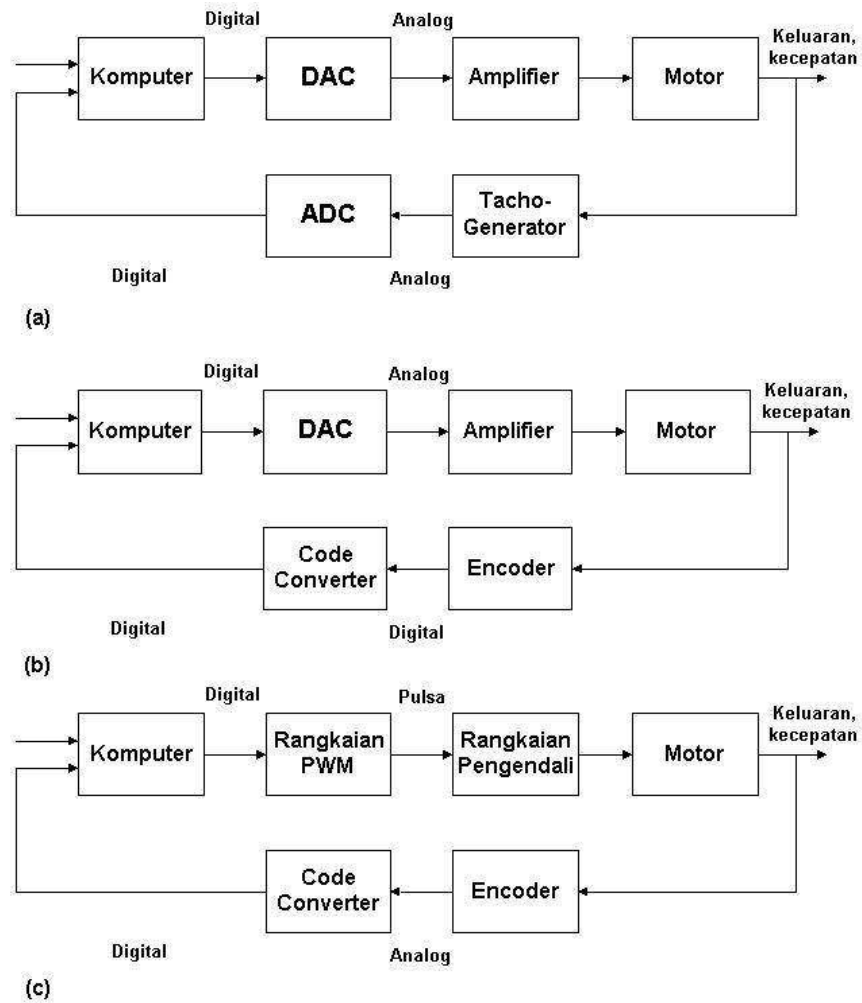 Digital
Analog
Keluaran,
kecepatan
Komputer
DAC
Amplifier
Motor
ADC
Tacho-
Generator
Digital
Analog
(a)
Digital
Analog
Keluaran,
kecepatan
Komputer
DAC
Amplifier
Motor
Code
Converter
Encoder
Digital
Digital
(b)
Digital
Pulsa
Keluaran,
kecepatan
Komputer
Rangkaian
PWM
Rangkaian
Pengendali
Motor
Code
Converter
Encoder
Digital
Analog
(c)